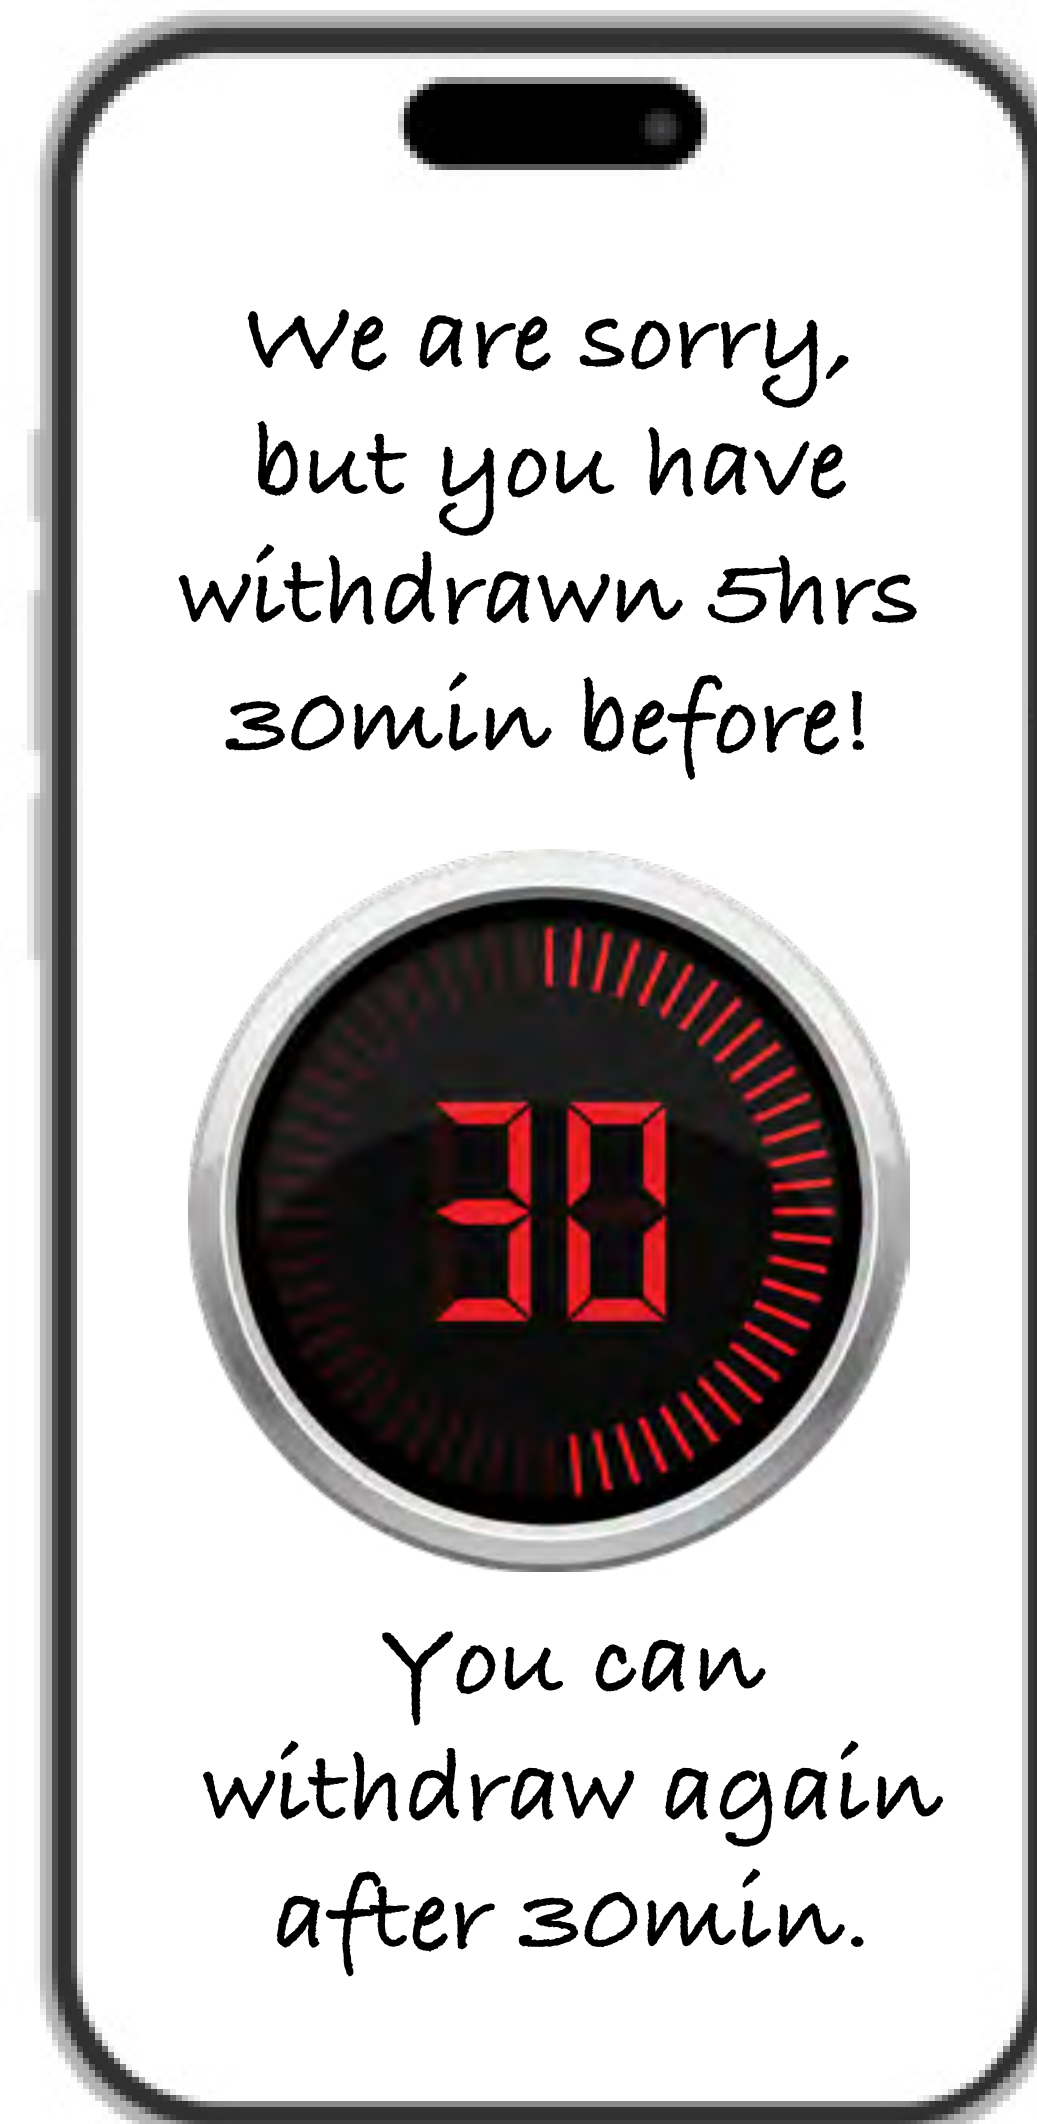 We are sorry,
but you have
withdrawn 5hrs
30min before!
30
You can
withdraw again
after 30min.